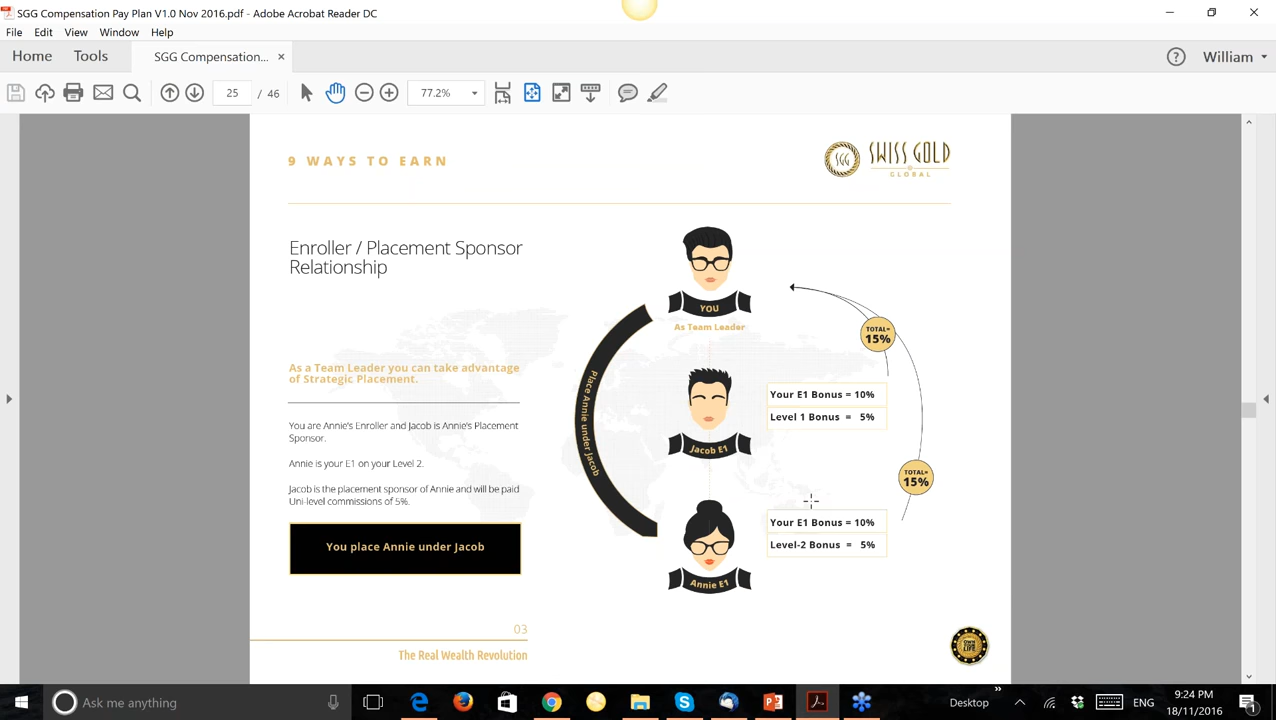 SGG Compensation Pay Plan V1.0 Nov 2016.pdf - Adobe Acrobat Reader DC
File Edit View Window Help
Home Tools SGG Compensation... × ? William
25 / 46 77.2%
9 WAYS TO EARN
SGG SWISS GOLD
GLOBAL
Enroller / Placement Sponsor
Relationship
YOU
As Team Leader
TOTAL=
15%
As a Team Leader you can take advantage
of Strategic Placement.
You are Annie's Enroller and Jacob is Annie's Placement
Sponsor.
Annie is your E1 on your Level 2.
Jacob is the placement sponsor of Annie and will be paid
Uni-level commissions of 5%.
You place Annie under Jacob
Place Annie under Jacob
Your E1 Bonus = 10%
Level 1 Bonus = 5%
Jacob E1
TOTAL=
15%
Your E1 Bonus = 10%
Level-2 Bonus = 5%
Annie E1
03
The Real Wealth Revolution
OWN
YOUR
LIFE
Ask me anything
Desktop
ENG
9:24 PM
18/11/2016
1